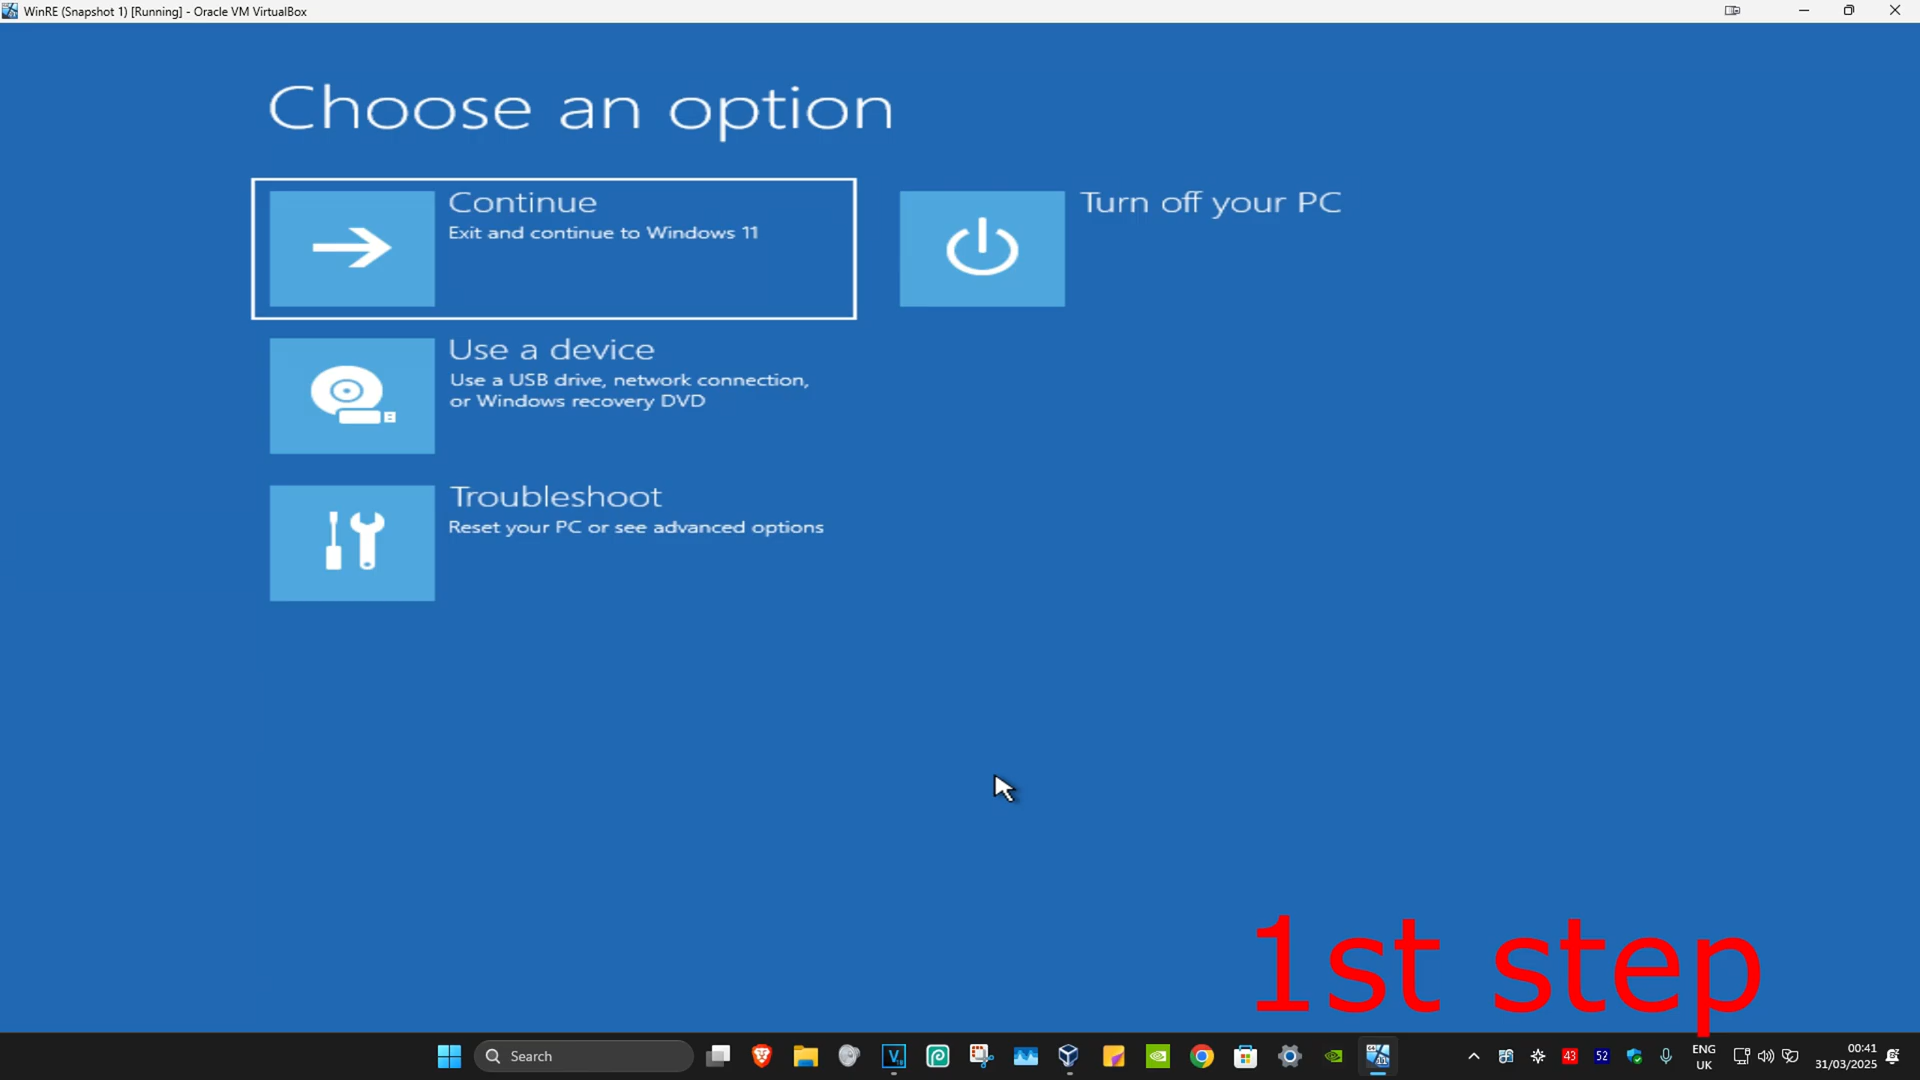 WinRE (Snapshot 1) [Running] - Oracle VM VirtualBox
Choose an option
Continue
Exit and continue to Windows 11
Turn off your PC
Use a device
Use a USB drive, network connection,
or Windows recovery DVD
Troubleshoot
Reset your PC or see advanced options
1st step
Search
43
52
ENG
UK
00:41
31/03/2025